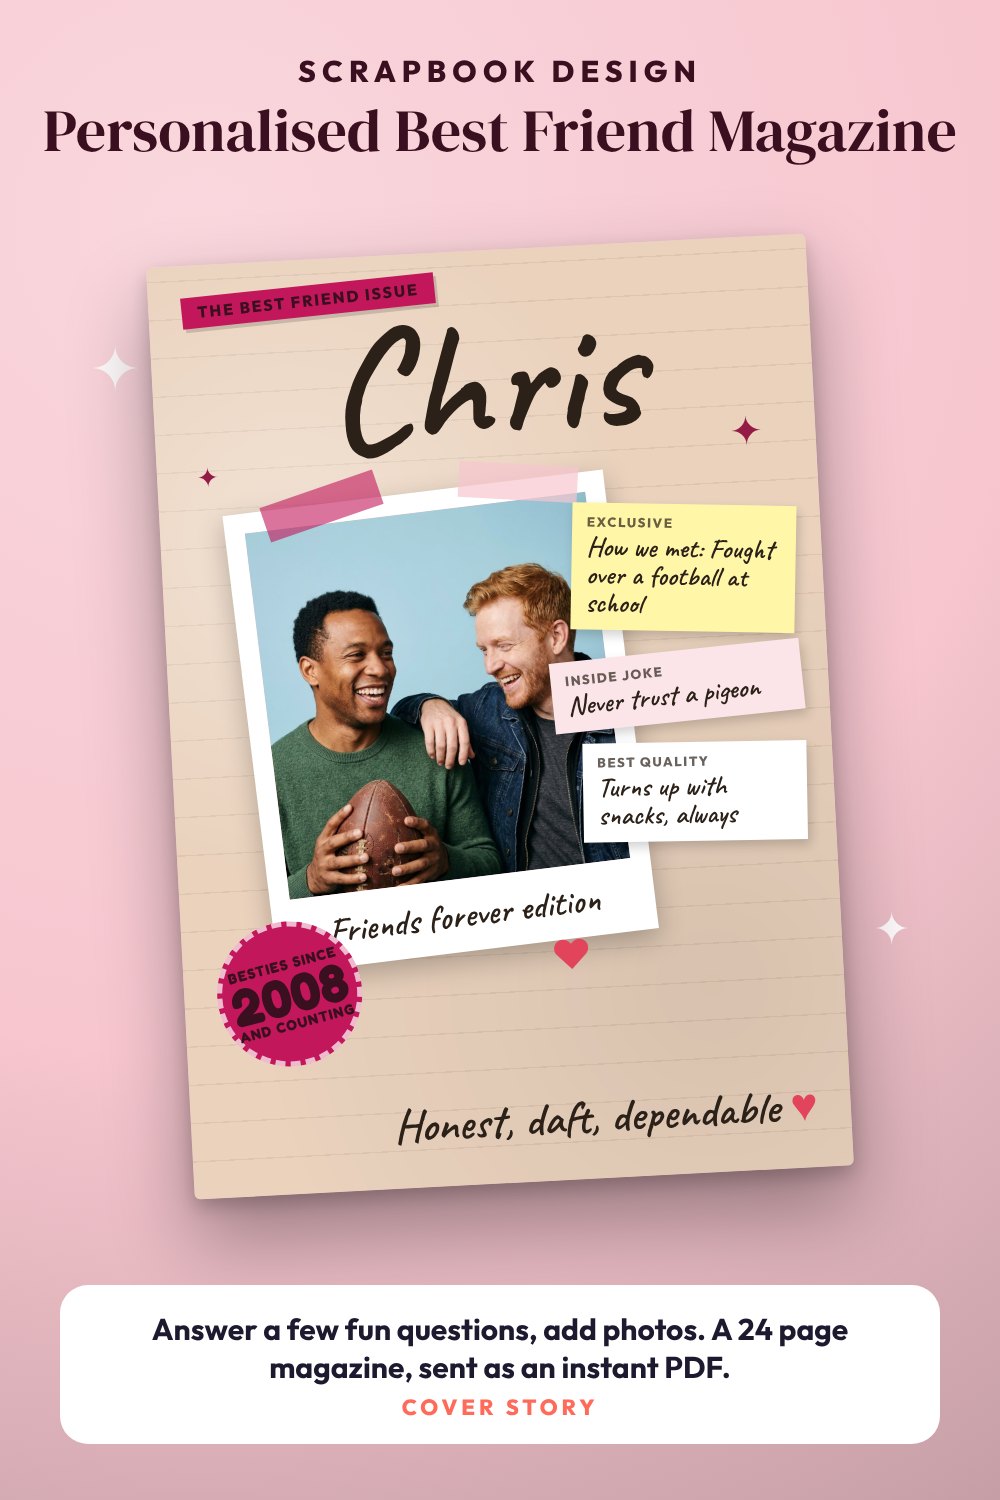 SCRAPBOOK DESIGN
Personalised Best Friend Magazine
THE BEST FRIEND ISSUE
Chris
EXCLUSIVE
How we met: Fought
over a football at
school
INSIDE JOKE
Never trust a pigeon
BEST QUALITY
Turns up with
snacks, always
Friends forever edition
BESTIES SINCE
2008
AND COUNTING
Honest, daft, dependable ♥
Answer a few fun questions, add photos. A 24 page
magazine, sent as an instant PDF.
COVER STORY